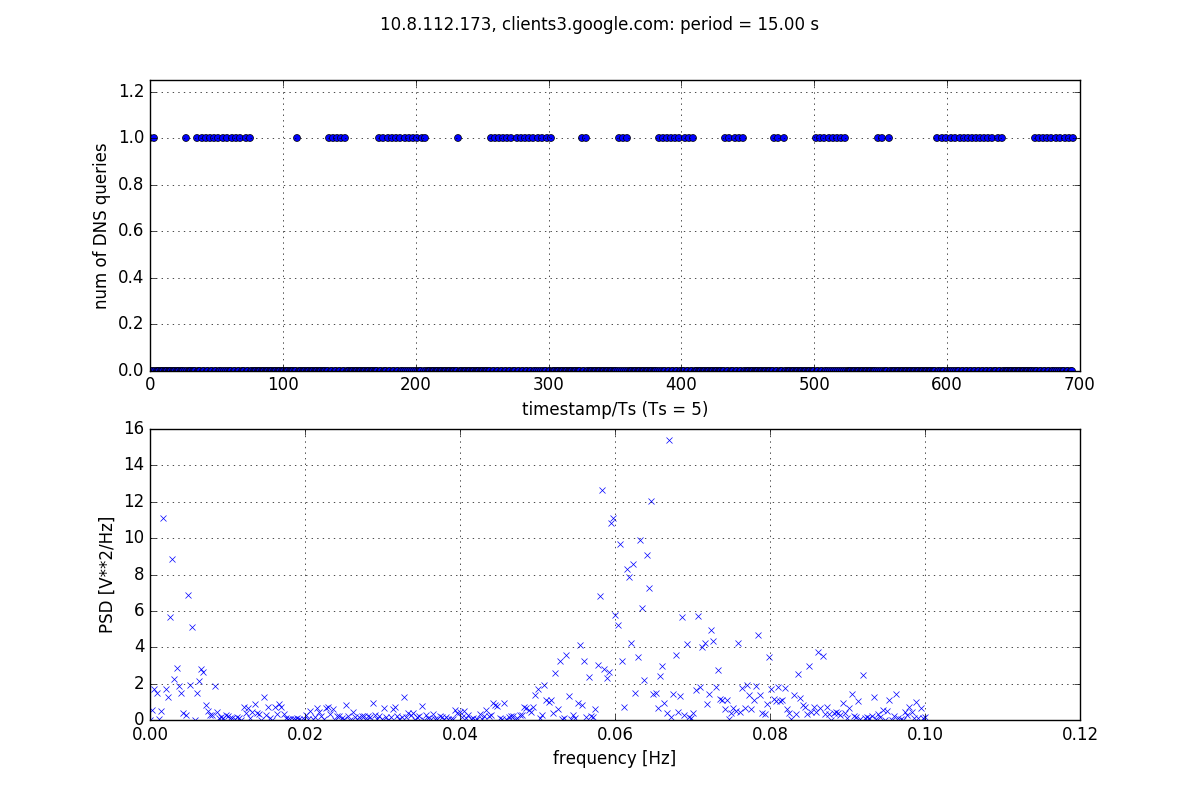 10.8.112.173, clients3.google.com: period = 15.00 s
1.2
1.0
0.8
0.6
0.4
0.2
0.0
num of DNS queries
0 100 200 300 400 500 600 700
timestamp/Ts (Ts = 5)
16
14
12
10
8
6
4
2
0
PSD [V**2/Hz]
0.00 0.02 0.04 0.06 0.08 0.10 0.12
frequency [Hz]